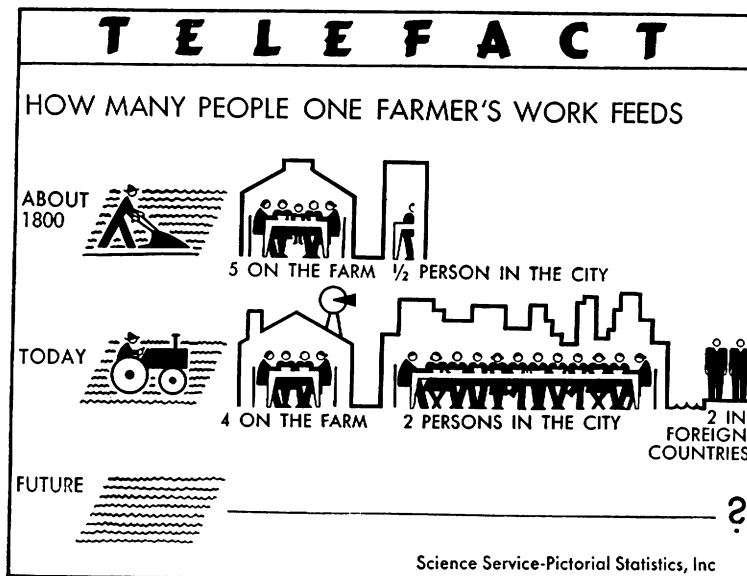 TELEFACT
HOW MANY PEOPLE ONE FARMER'S WORK FEEDS
ABOUT
1800
5 ON THE FARM ½ PERSON IN THE CITY
TODAY
4 ON THE FARM 2 PERSONS IN THE CITY 2 IN
FOREIGN
COUNTRIES
FUTURE ?
Science Service-Pictorial Statistics, Inc